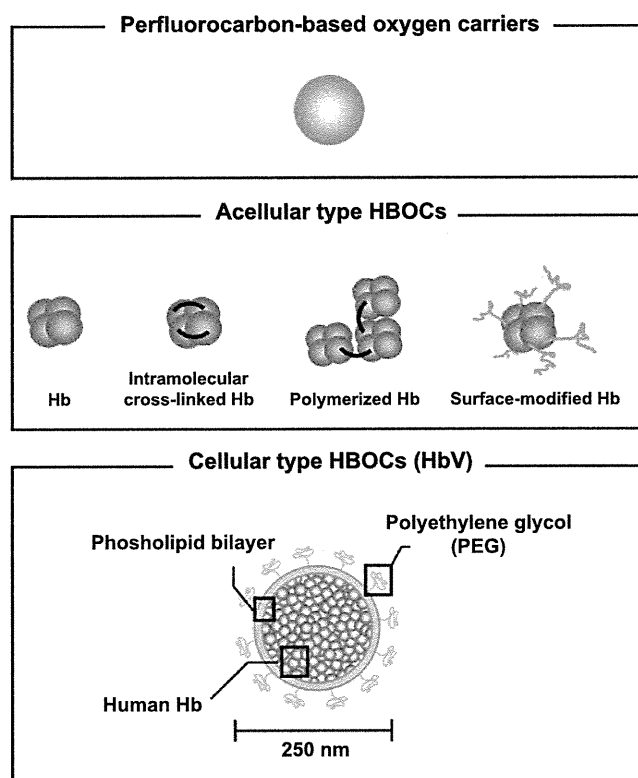 Perfluorocarbon-based oxygen carriers
Acellular type HBOCs
Hb
Intramolecular
cross-linked Hb
Polymerized Hb
Surface-modified Hb
Cellular type HBOCs (HbV)
Phosholipid bilayer
Polyethylene glycol
(PEG)
Human Hb
250 nm